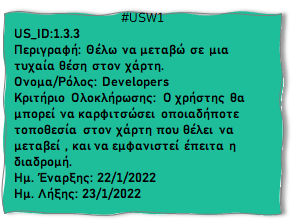 #USW1
US_ID:1.3.3
Περιγραφή: Θέλω να μεταβώ σε μια
τυχαία θέση στον χάρτη.
Ονομα/Ρόλος: Developers
Κριτήριο Ολοκλήρωσης: Ο χρήστης θα
μπορεί να καρφιτσώσει οποιαδήποτε
τοποθεσία στον χάρτη που θέλει να
μεταβεί , και να εμφανιστεί έπειτα η
διαδρομή.
Ημ. Έναρξης: 22/1/2022
Ημ. Λήξης: 23/1/2022